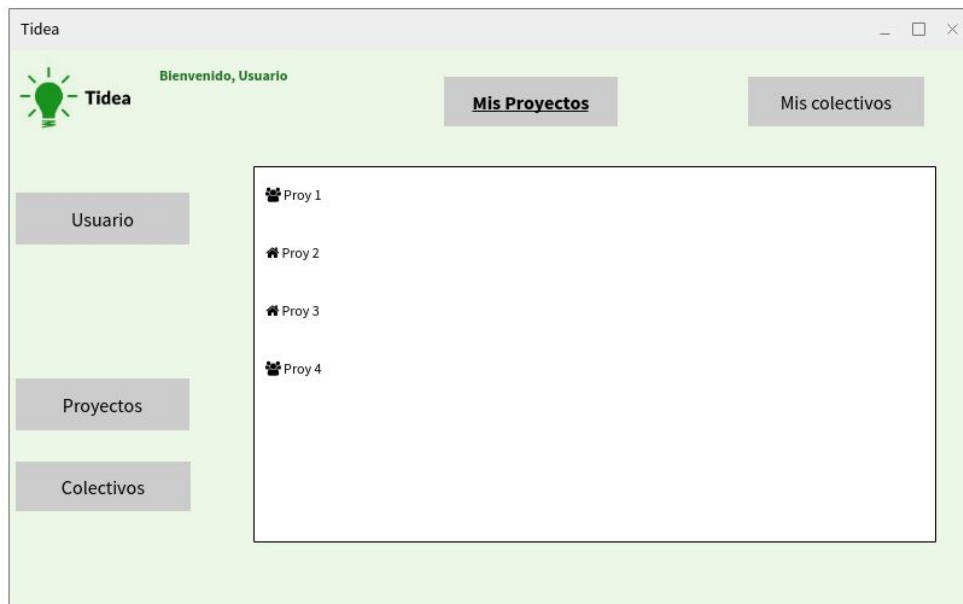 Tidea
Bienvenido, Usuario
Tidea
Mis Proyectos
Mis colectivos
Usuario
Proyectos
Colectivos
Proy 1
Proy 2
Proy 3
Proy 4